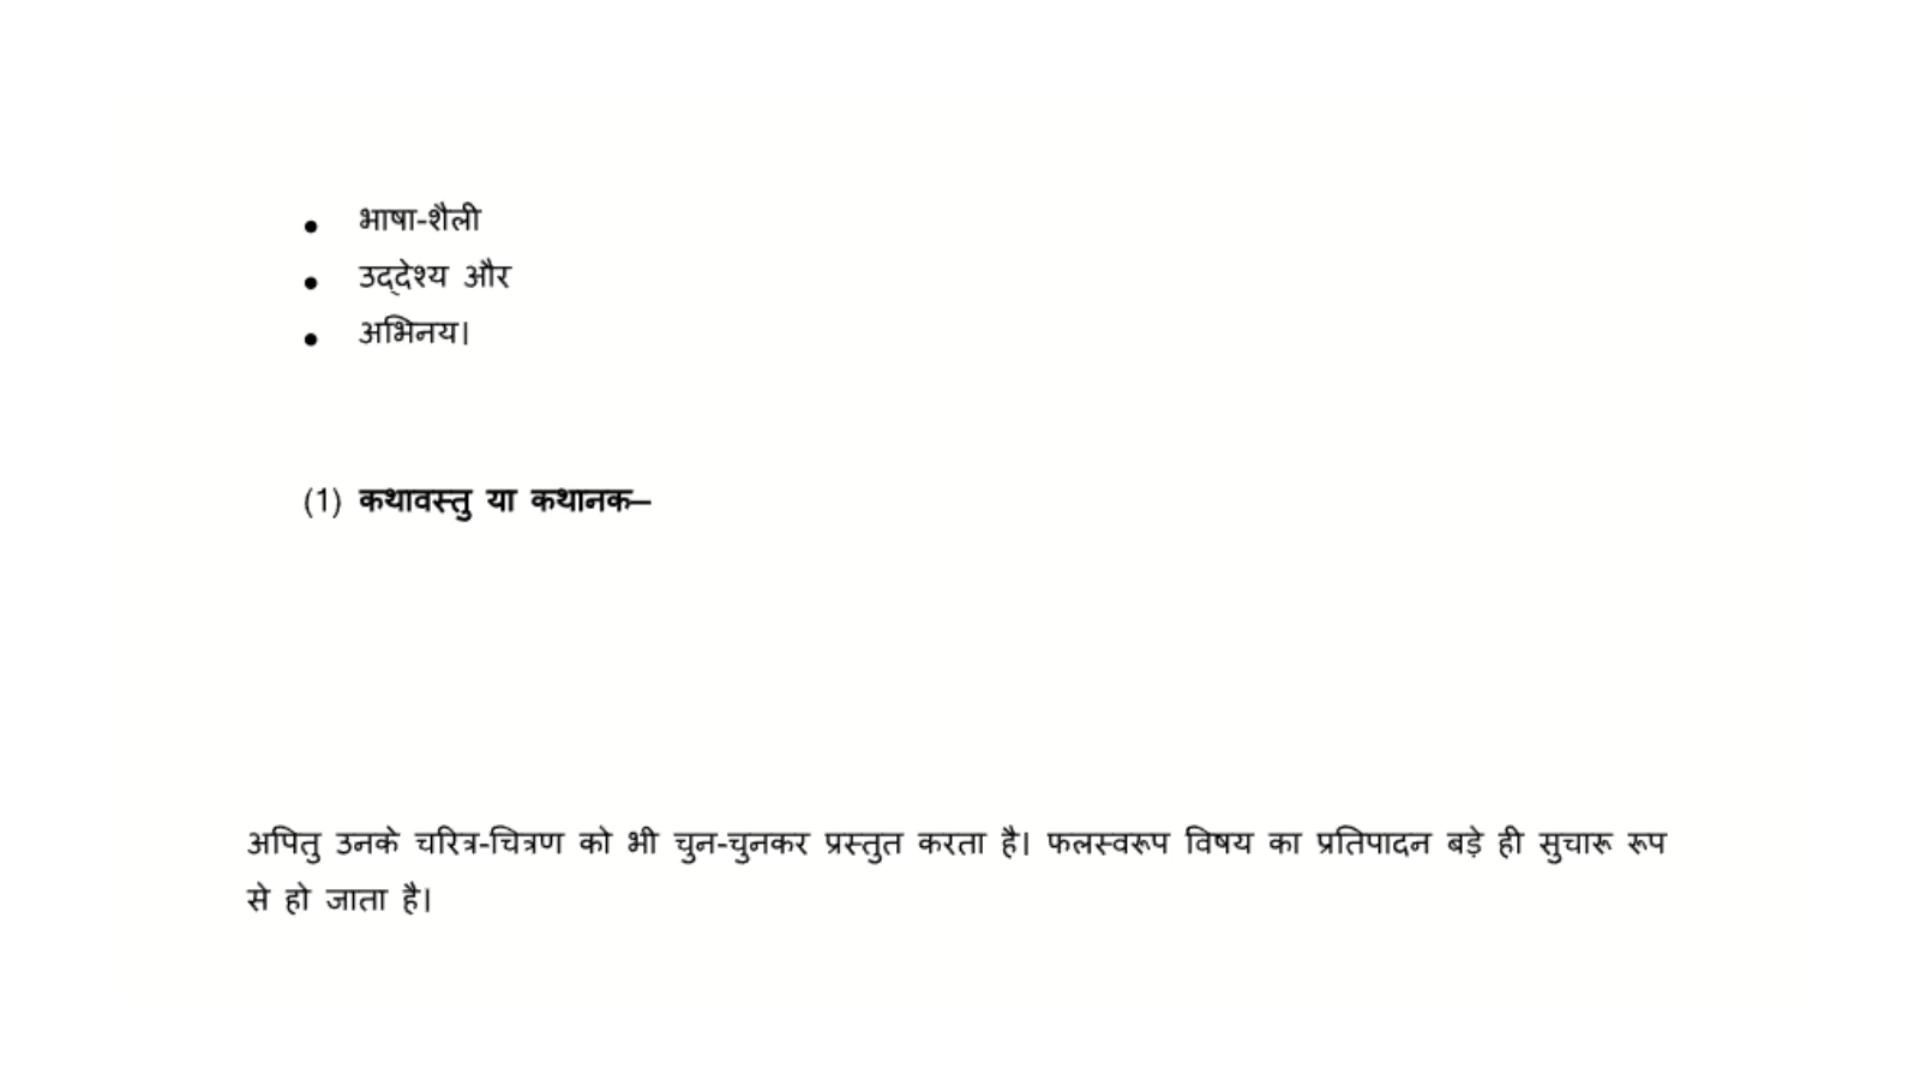 • भाषा-शैली
• उद्देश्य और
• अभिनय।
(1) कथावस्तु या कथानक–
अपितु उनके चरित्र-चित्रण को भी चुन-चुनकर प्रस्तुत करता है। फलस्वरूप विषय का प्रतिपादन बड़े ही सुचारू रूप
से हो जाता है।